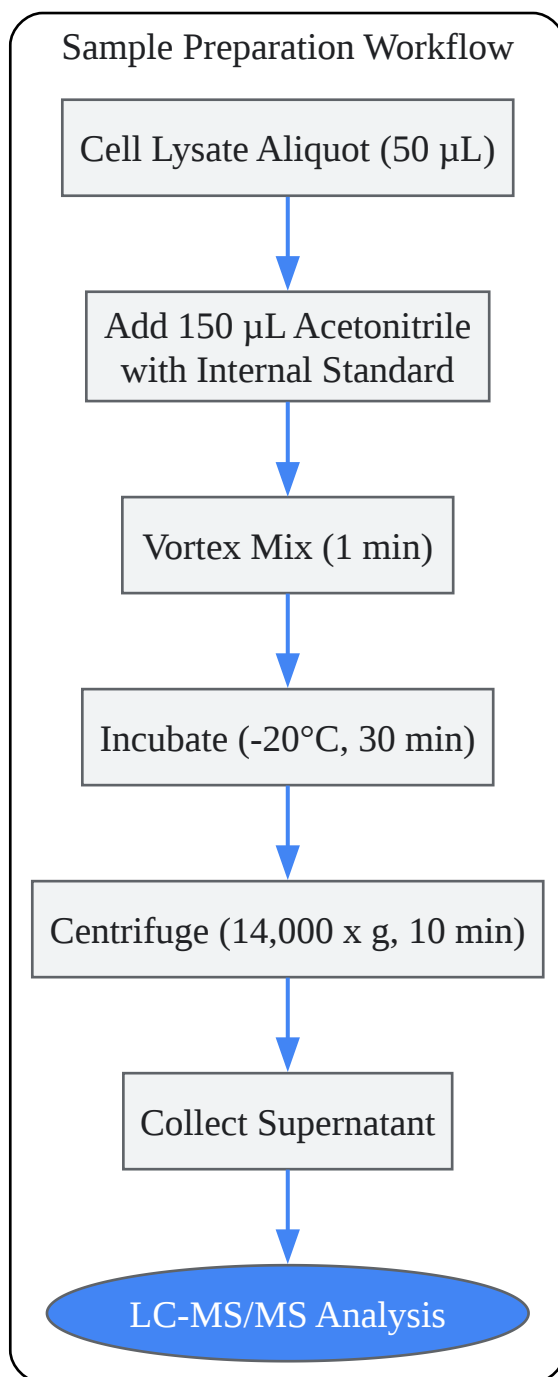 Sample Preparation Workflow
Cell Lysate Aliquot (50 µL)
Add 150 µL Acetonitrile
with Internal Standard
Vortex Mix (1 min)
Incubate (-20°C, 30 min)
Centrifuge (14,000 x g, 10 min)
Collect Supernatant
LC-MS/MS Analysis